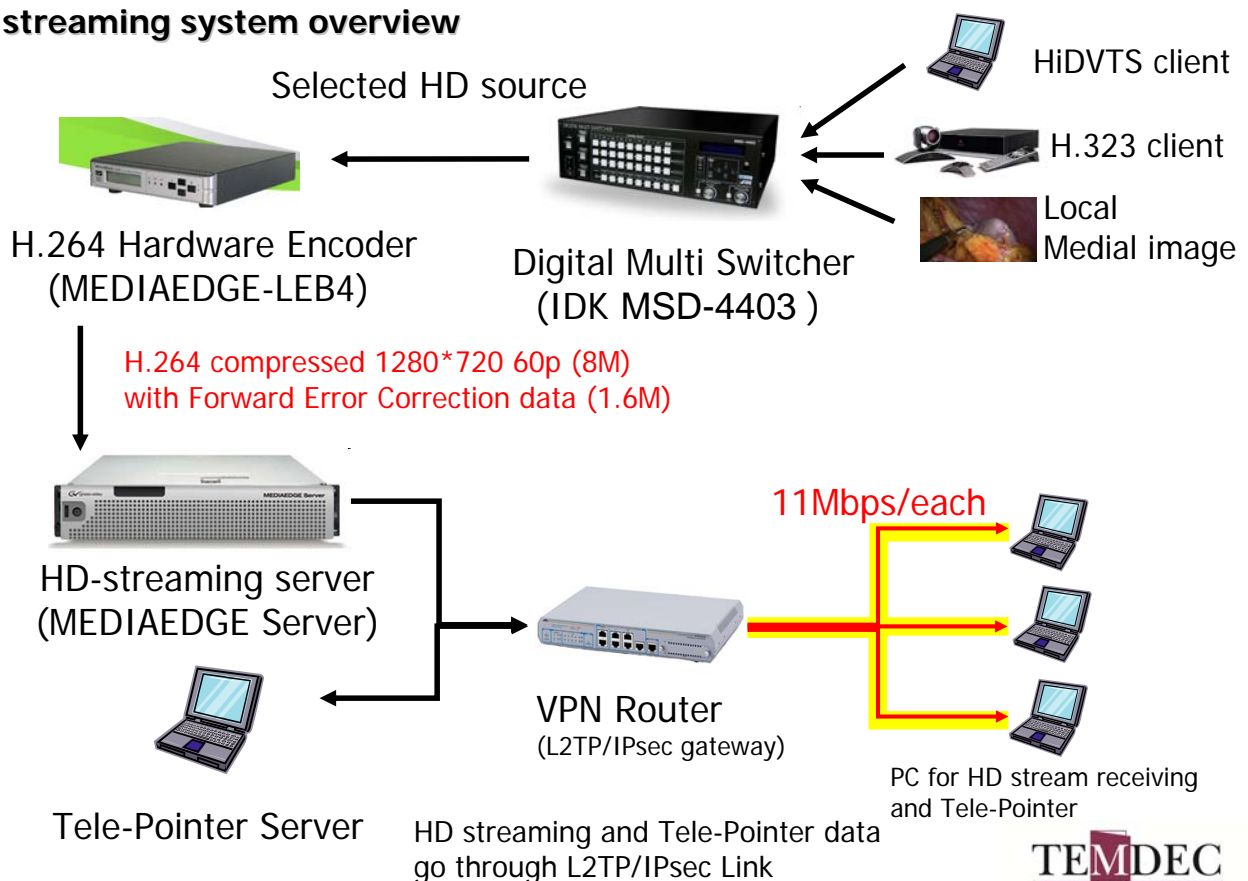 streaming system overview
Selected HD source
HiDVTS client
H.323 client
Local
Medial image
H.264 Hardware Encoder
(MEDIAEDGE-LEB4)
Digital Multi Switcher
(IDK MSD-4403 )
H.264 compressed 1280*720 60p (8M)
with Forward Error Correction data (1.6M)
MEDIAEDGE Server
11Mbps/each
HD-streaming server
(MEDIAEDGE Server)
VPN Router
(L2TP/IPsec gateway)
PC for HD stream receiving
and Tele-Pointer
Tele-Pointer Server
HD streaming and Tele-Pointer data
go through L2TP/IPsec Link
TEMDEC